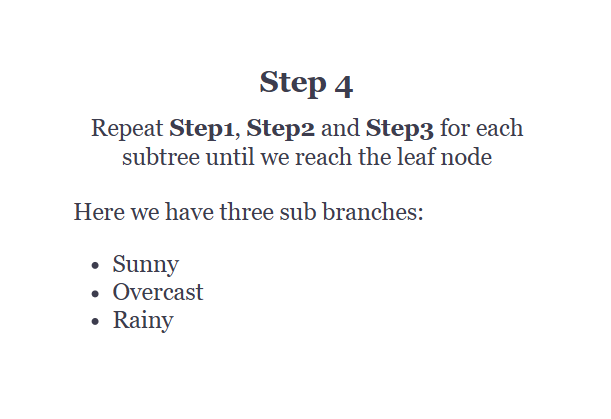 Step 4
Repeat Step1, Step2 and Step3 for each
subtree until we reach the leaf node
Here we have three sub branches:
• Sunny
• Overcast
• Rainy